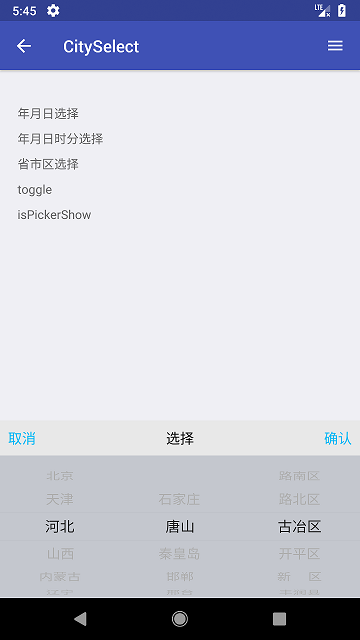 5:45 LTE
CitySelect
年月日选择
年月日时分选择
省市区选择
toggle
isPickerShow
取消 选择 确认
北京 路南区
天津 石家庄 路北区
河北 唐山 古冶区
山西 秦皇岛 开平区
内蒙古 邯郸 新 区